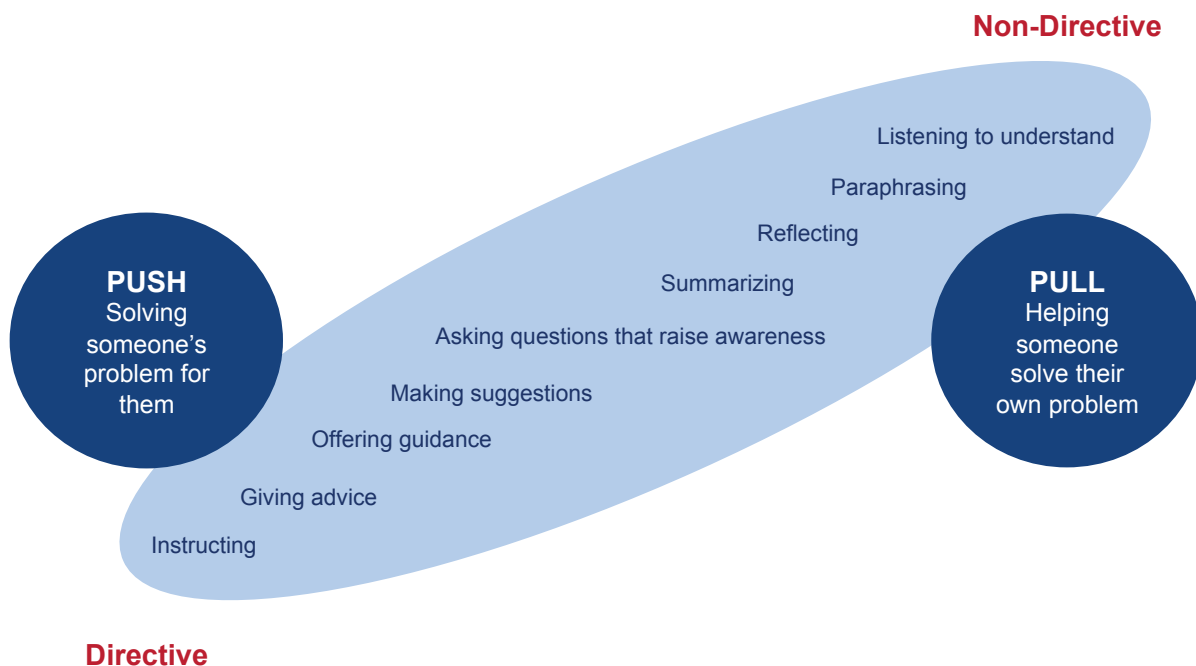 Non-Directive
Listening to understand
Paraphrasing
Reflecting
Summarizing
Asking questions that raise awareness
Making suggestions
Offering guidance
Giving advice
Instructing
PUSH
Solving
someone’s
problem for
them
PULL
Helping
someone
solve their
own problem
Directive